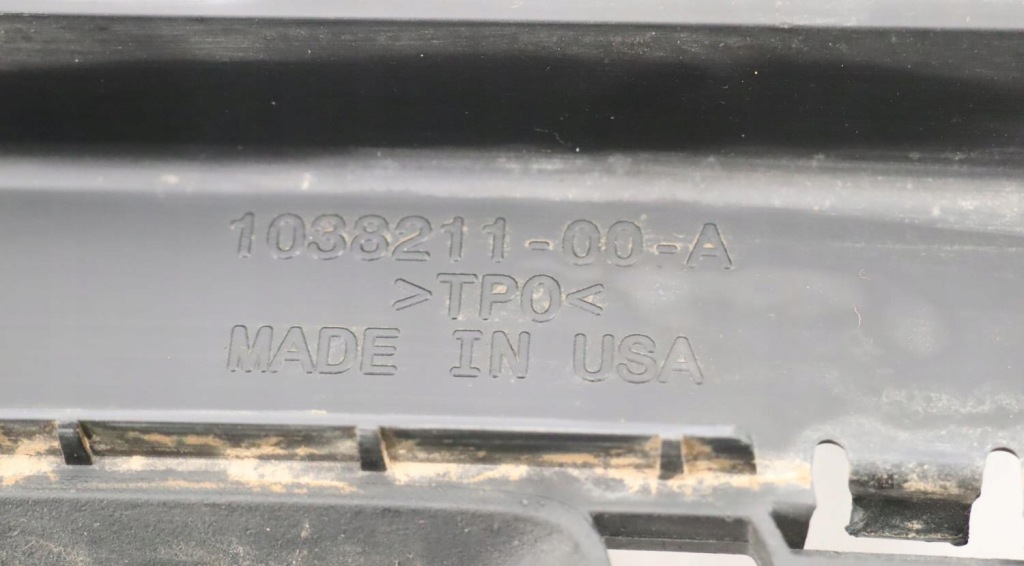 1038211-00-A
>TPO<
MADE IN USA